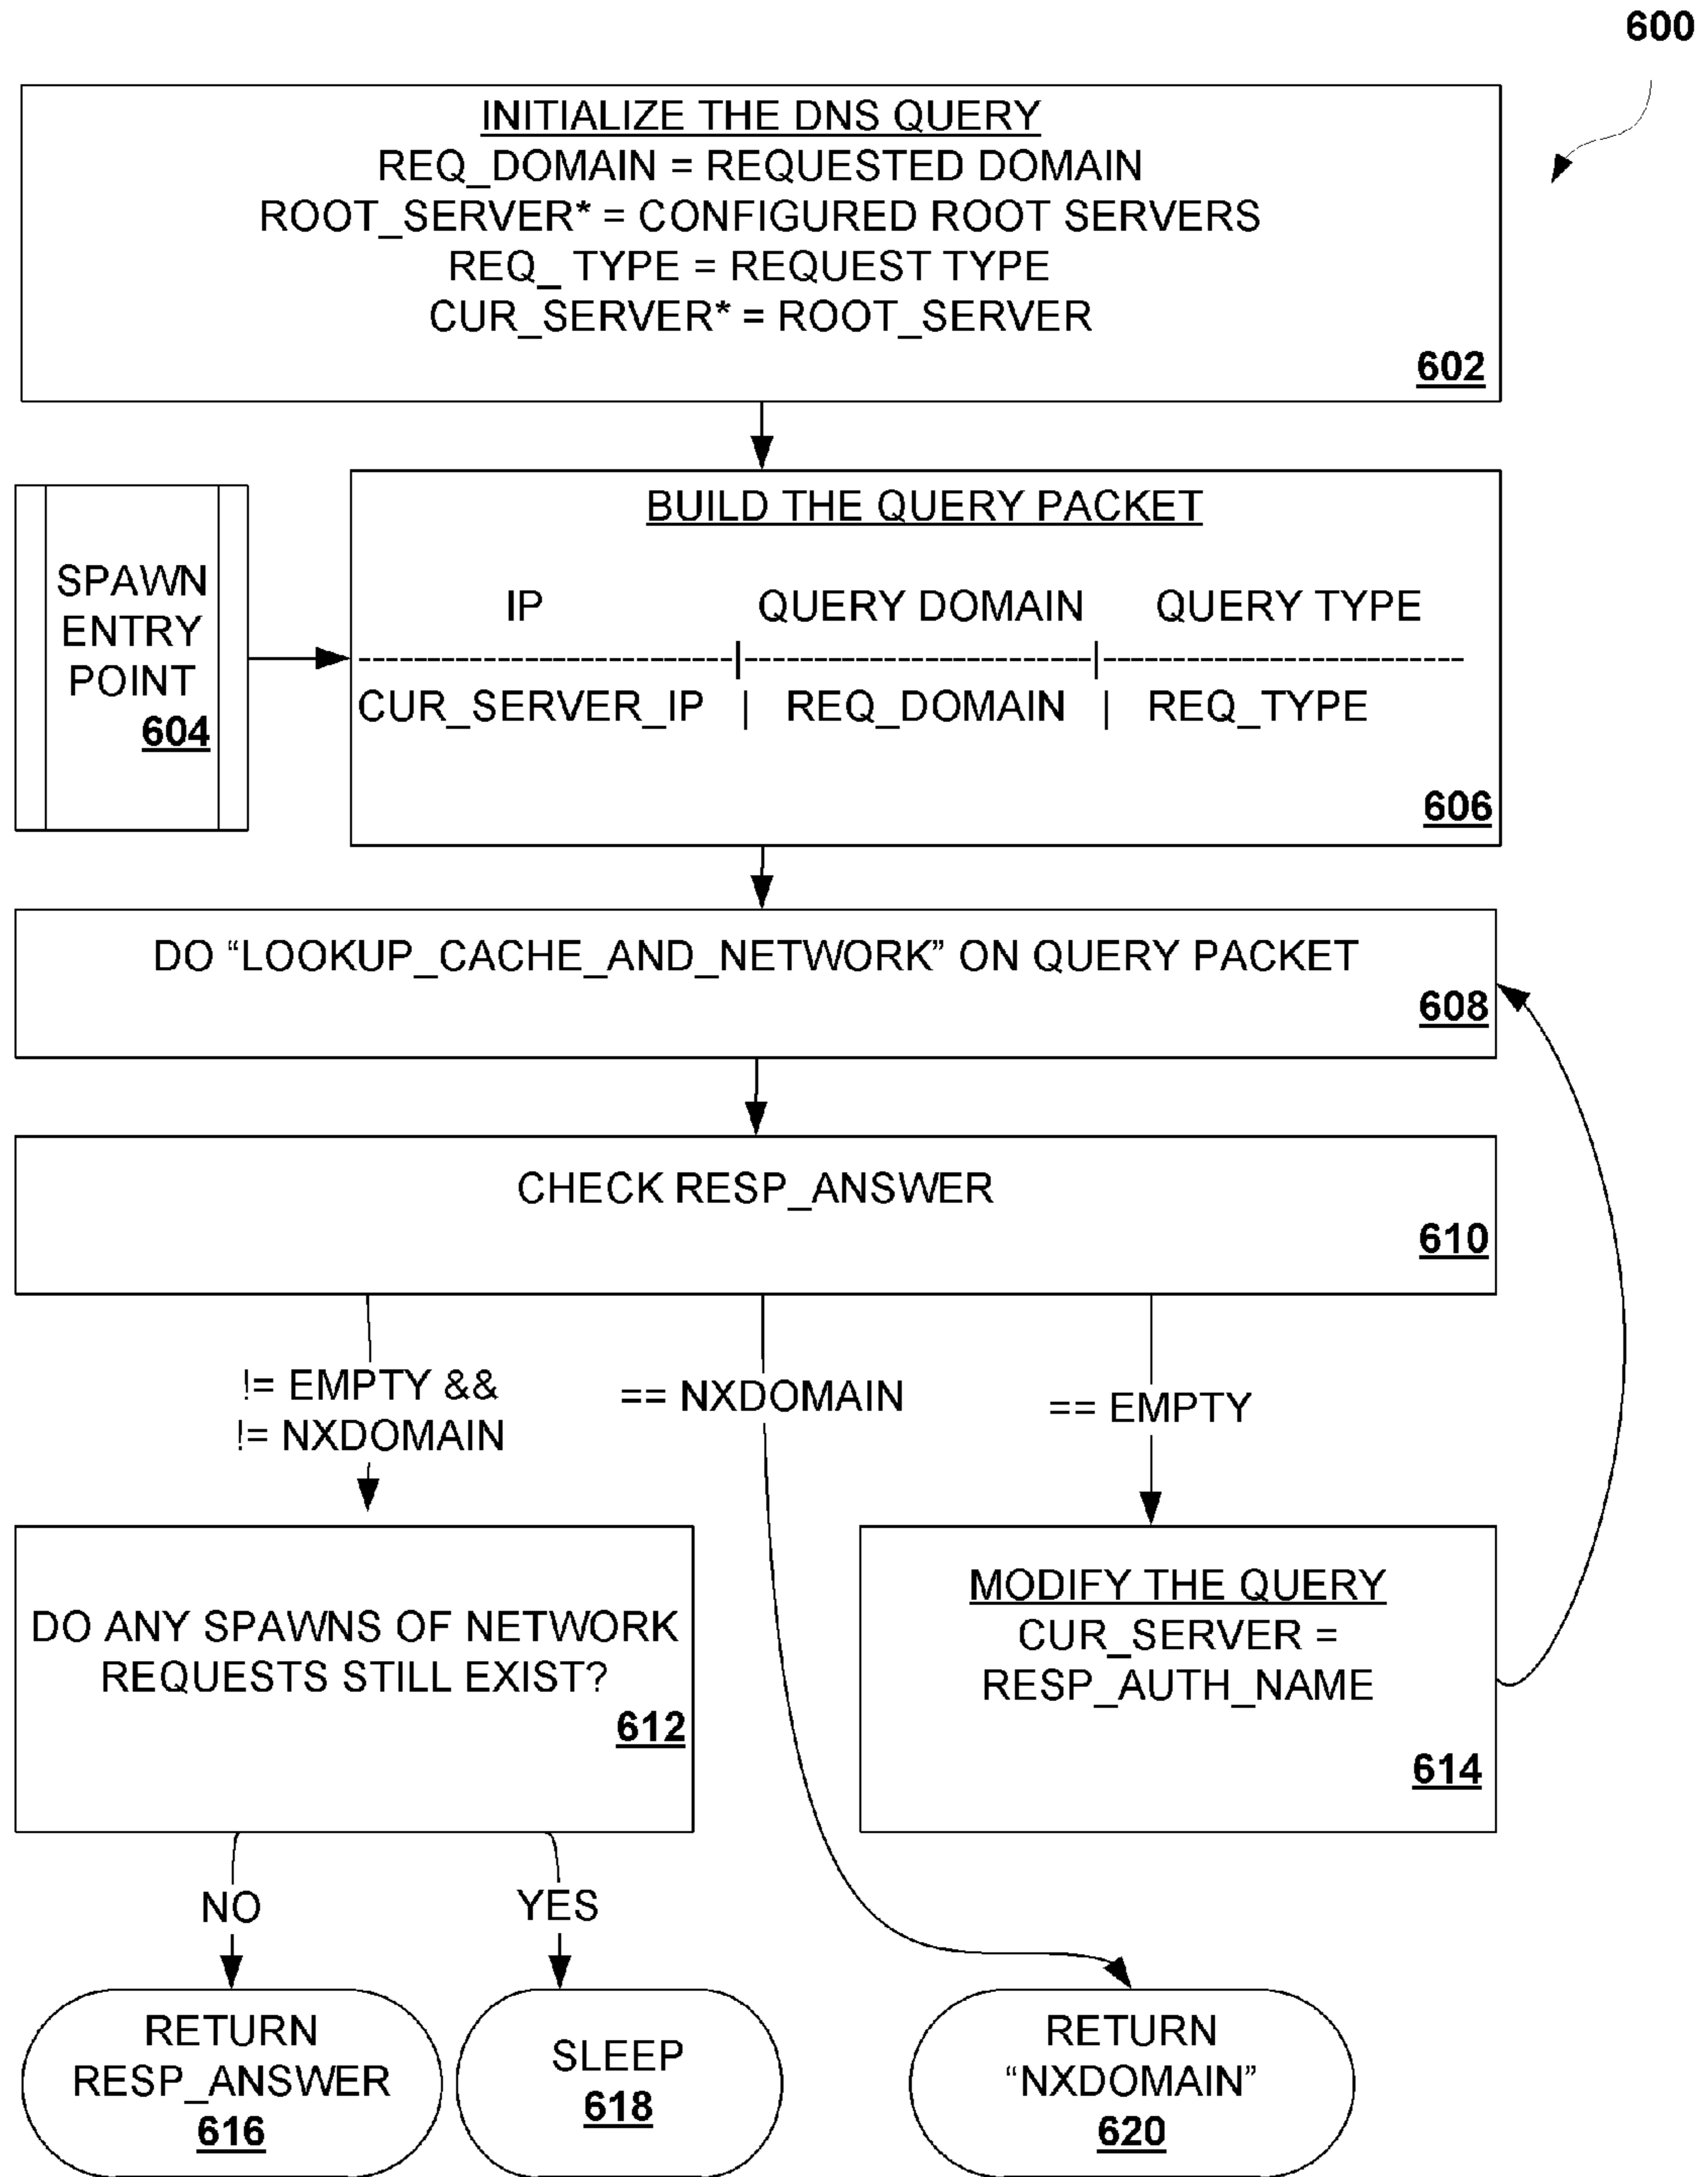 600
INITIALIZE THE DNS QUERY
REQ_DOMAIN = REQUESTED DOMAIN
ROOT_SERVER* = CONFIGURED ROOT SERVERS
REQ_ TYPE = REQUEST TYPE
CUR_SERVER* = ROOT_SERVER
602
SPAWN
ENTRY
POINT
604
BUILD THE QUERY PACKET
IP QUERY DOMAIN QUERY TYPE
--------------------------------|------------------------------|-------------------------------
CUR_SERVER_IP | REQ_DOMAIN | REQ_TYPE
606
DO “LOOKUP_CACHE_AND_NETWORK” ON QUERY PACKET
608
CHECK RESP_ANSWER
610
!= EMPTY &&
!= NXDOMAIN
== NXDOMAIN
== EMPTY
DO ANY SPAWNS OF NETWORK
REQUESTS STILL EXIST?
612
MODIFY THE QUERY
CUR_SERVER =
RESP_AUTH_NAME
614
NO
YES
RETURN
RESP_ANSWER
616
SLEEP
618
RETURN
“NXDOMAIN”
620